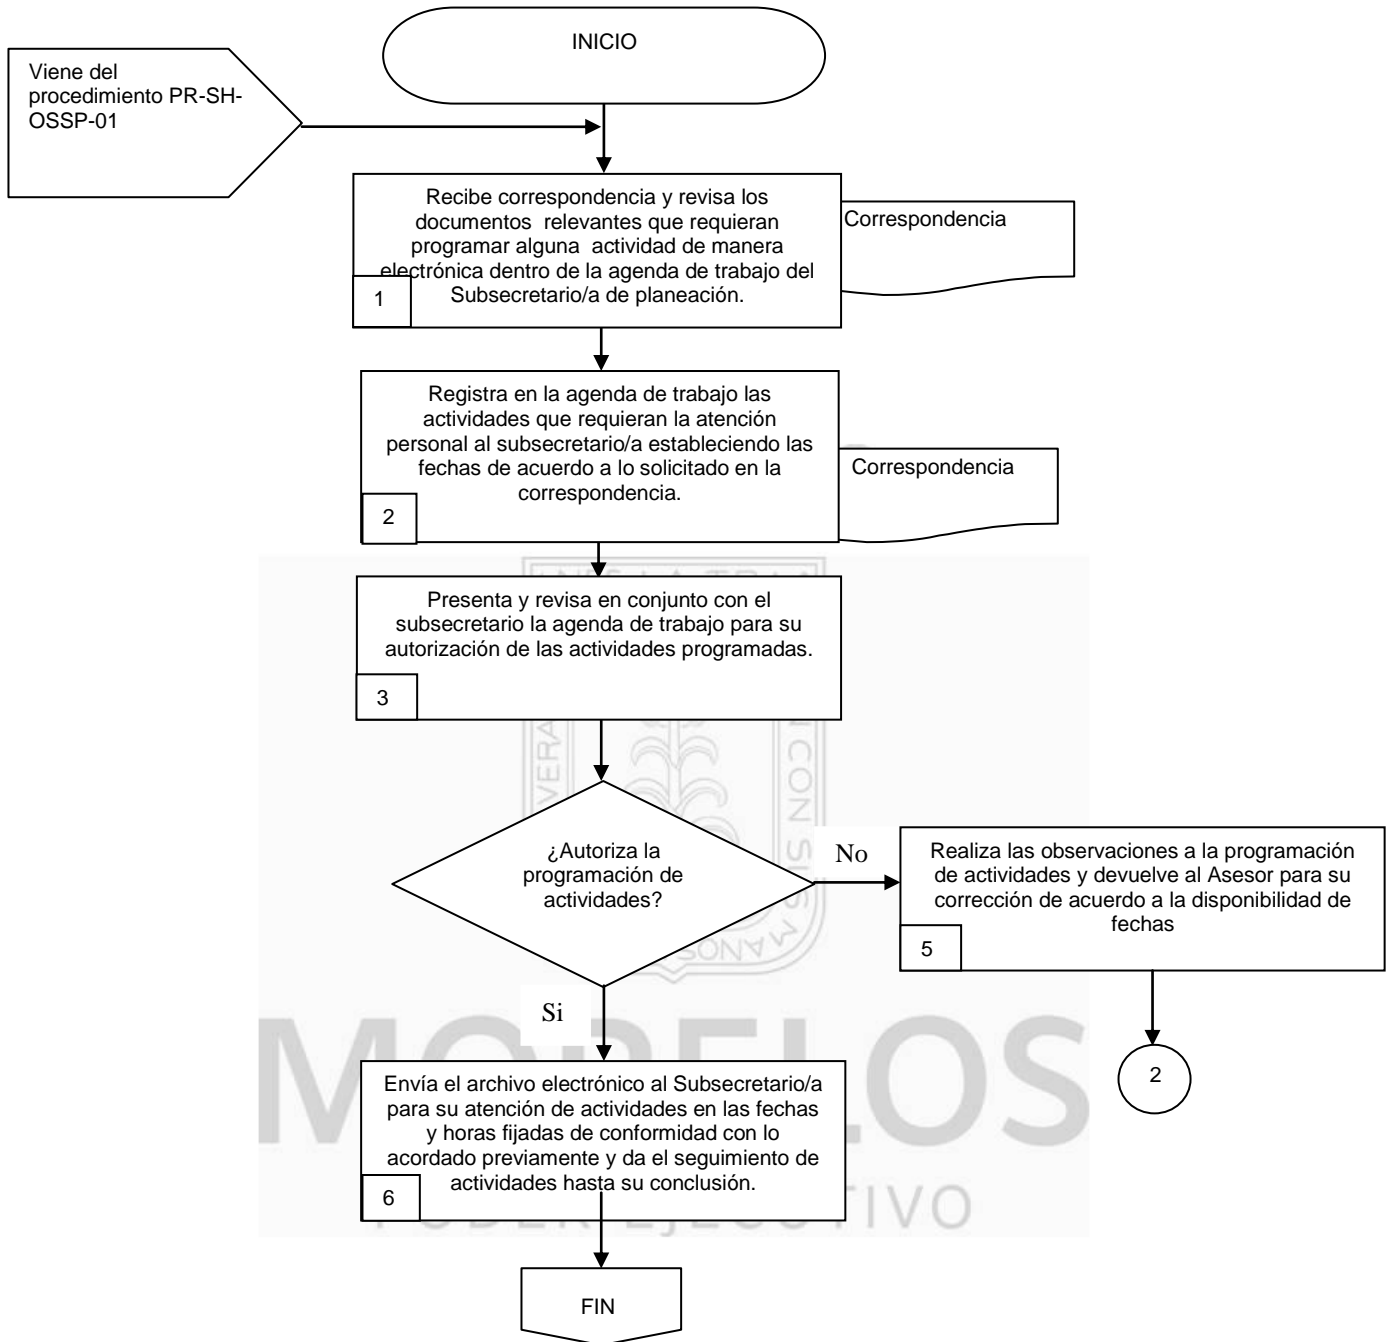 INICIO
Viene del
procedimiento PR-SH-
OSSP-01
Recibe correspondencia y revisa los
documentos relevantes que requieran
programar alguna actividad de manera
electrónica dentro de la agenda de trabajo del
Subsecretario/a de planeación.
1
Correspondencia
Registra en la agenda de trabajo las
actividades que requieran la atención
personal al subsecretario/a estableciendo las
fechas de acuerdo a lo solicitado en la
correspondencia.
2
Correspondencia
Presenta y revisa en conjunto con el
subsecretario la agenda de trabajo para su
autorización de las actividades programadas.
3
¿Autoriza la
programación de
actividades?
No
Realiza las observaciones a la programación
de actividades y devuelve al Asesor para su
corrección de acuerdo a la disponibilidad de
fechas
5
2
Si
Envía el archivo electrónico al Subsecretario/a
para su atención de actividades en las fechas
y horas fijadas de conformidad con lo
acordado previamente y da el seguimiento de
actividades hasta su conclusión.
6
FIN
MORELOS
PODER EJECUTIVO